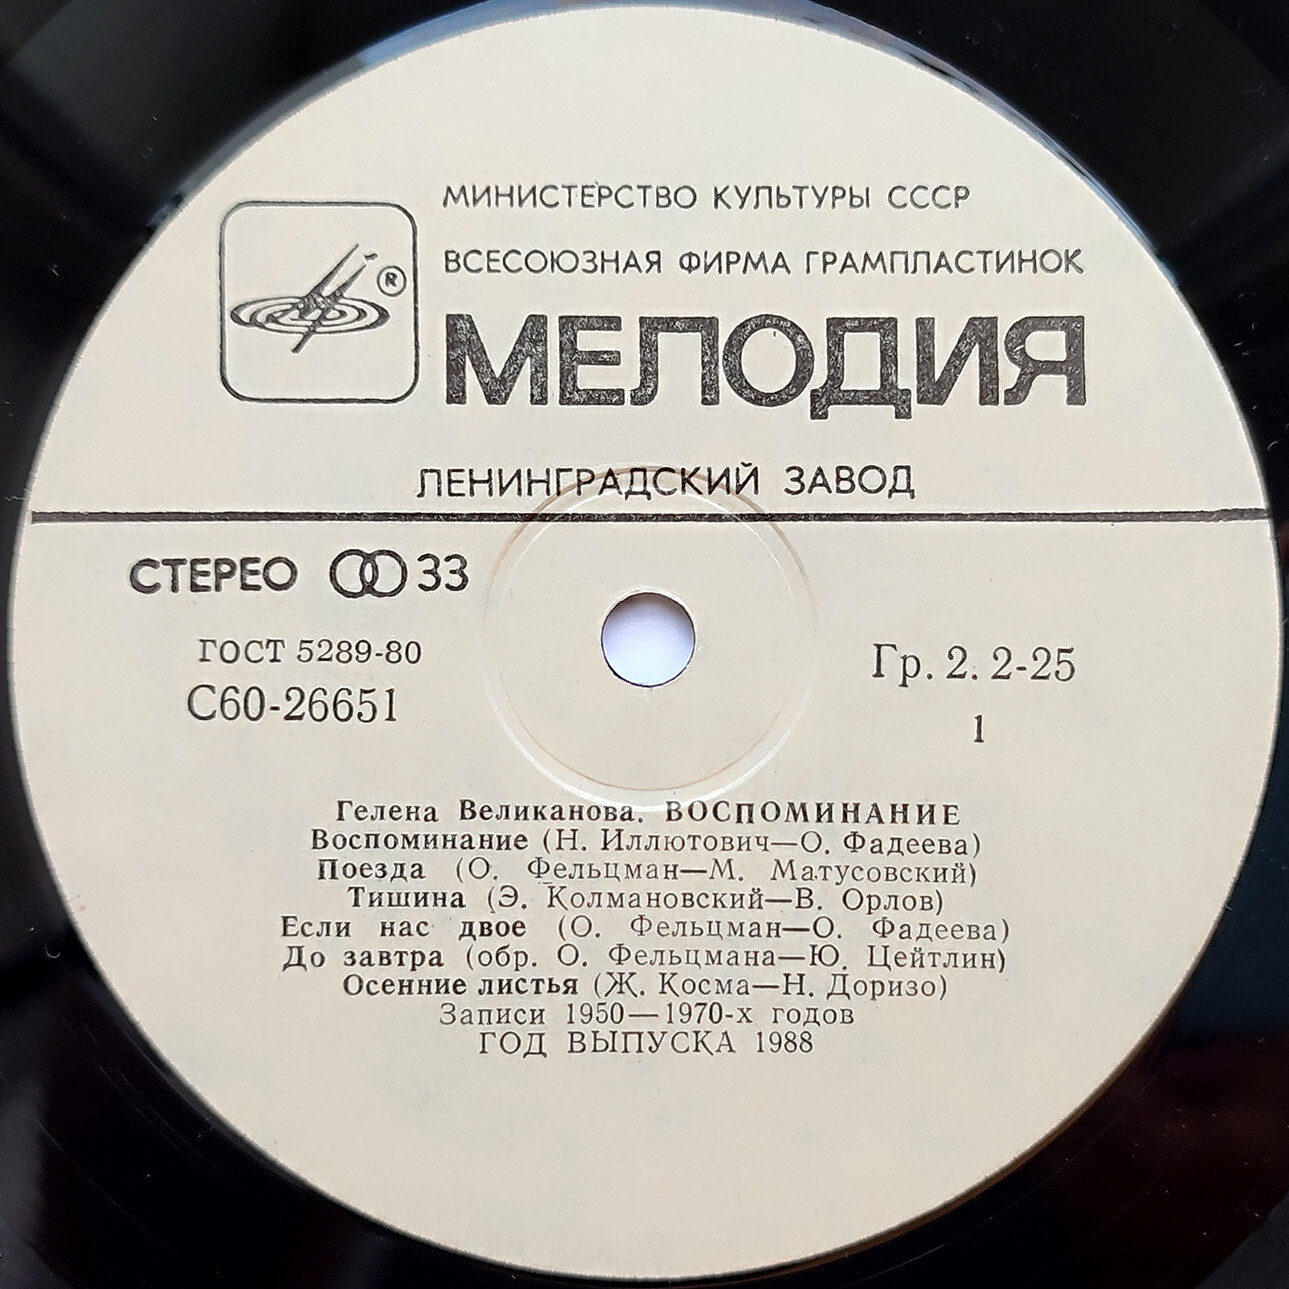 МИНИСТЕРСТВО КУЛЬТУРЫ СССР
ВСЕСОЮЗНАЯ ФИРМА ГРАМПЛАСТИНОК
®
МЕЛОДИЯ
ЛЕНИНГРАДСКИЙ ЗАВОД
СТЕРЕО 33
ГОСТ 5289-80
Гр. 2. 2-25
С60-26651
1
Гелена Великанова. ВОСПОМИНАНИЕ
Воспоминание (Н. Иллютович—О. Фадеева)
Поезда (О. Фельцман—М. Матусовский)
Тишина (Э. Колмановский—В. Орлов)
Если нас двое (О. Фельцман—О. Фадеева)
До завтра (обр. О. Фельцмана—Ю. Цейтлин)
Осенние листья (Ж. Косма—Н. Доризо)
Записи 1950—1970-х годов
ГОД ВЫПУСКА 1988